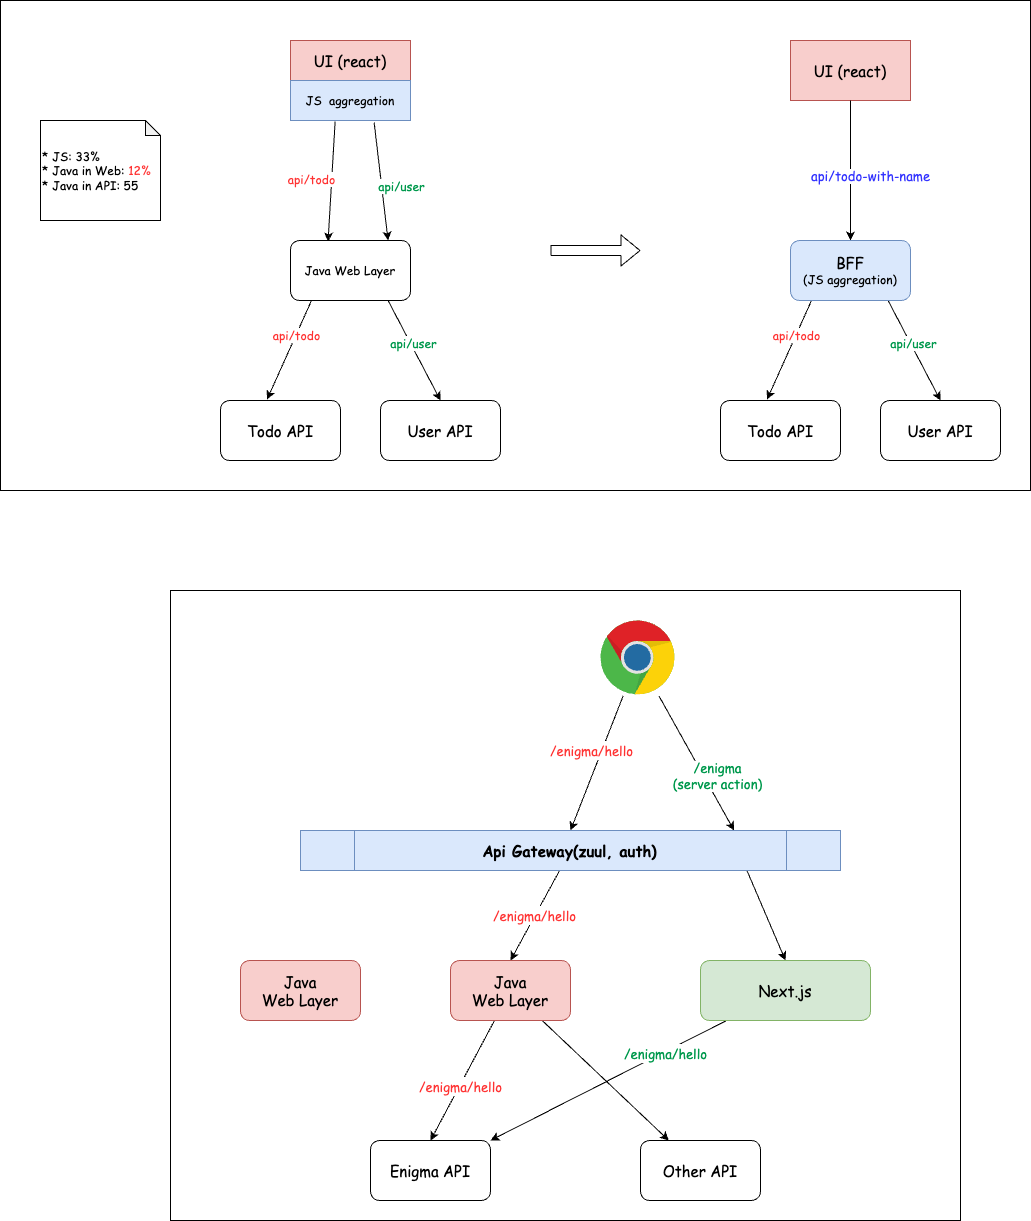 UI (react)
JS aggregation
UI (react)
* JS: 33%
* Java in Web: 12%
* Java in API: 55
api/todo
api/user
api/todo-with-name
Java Web Layer
BFF
(JS aggregation)
api/todo
api/user
api/todo
api/user
Todo API
User API
Todo API
User API
/enigma/hello
/enigma
(server action)
Api Gateway(zuul, auth)
/enigma/hello
Java
Web Layer
Java
Web Layer
Next.js
/enigma/hello
/enigma/hello
Enigma API
Other API